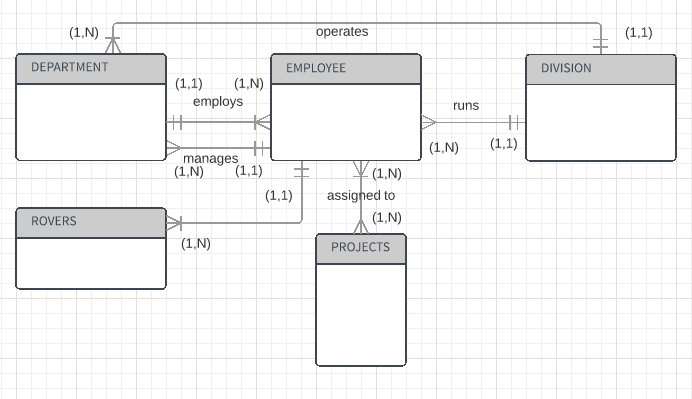 (1,N)
operates
(1,1)
DEPARTMENT
EMPLOYEE
DIVISION
(1,1)
(1,N)
employs
runs
manages
(1,N)
(1,1)
(1,N)
(1,1)
(1,N)
(1,1)
assigned to
ROVERS
(1,N)
(1,N)
PROJECTS